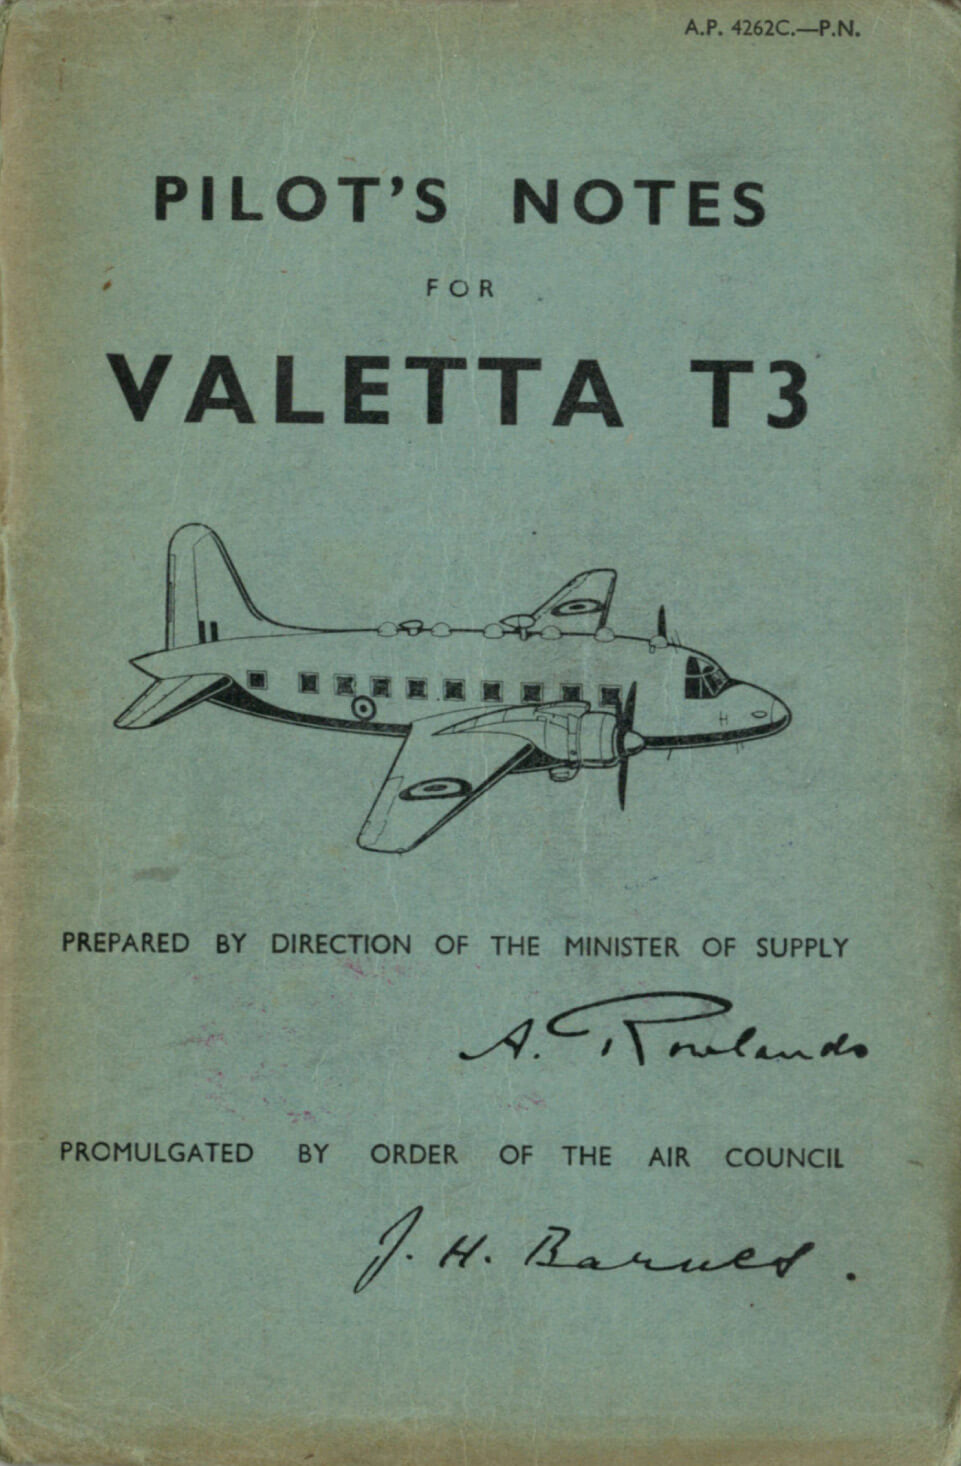 A.P. 4262C.—P.N.
PILOT'S NOTES
FOR
VALETTA T3
H
PREPARED BY DIRECTION OF THE MINISTER OF SUPPLY
A. Rowlands
PROMULGATED BY ORDER OF THE AIR COUNCIL
J. H. Barnes.